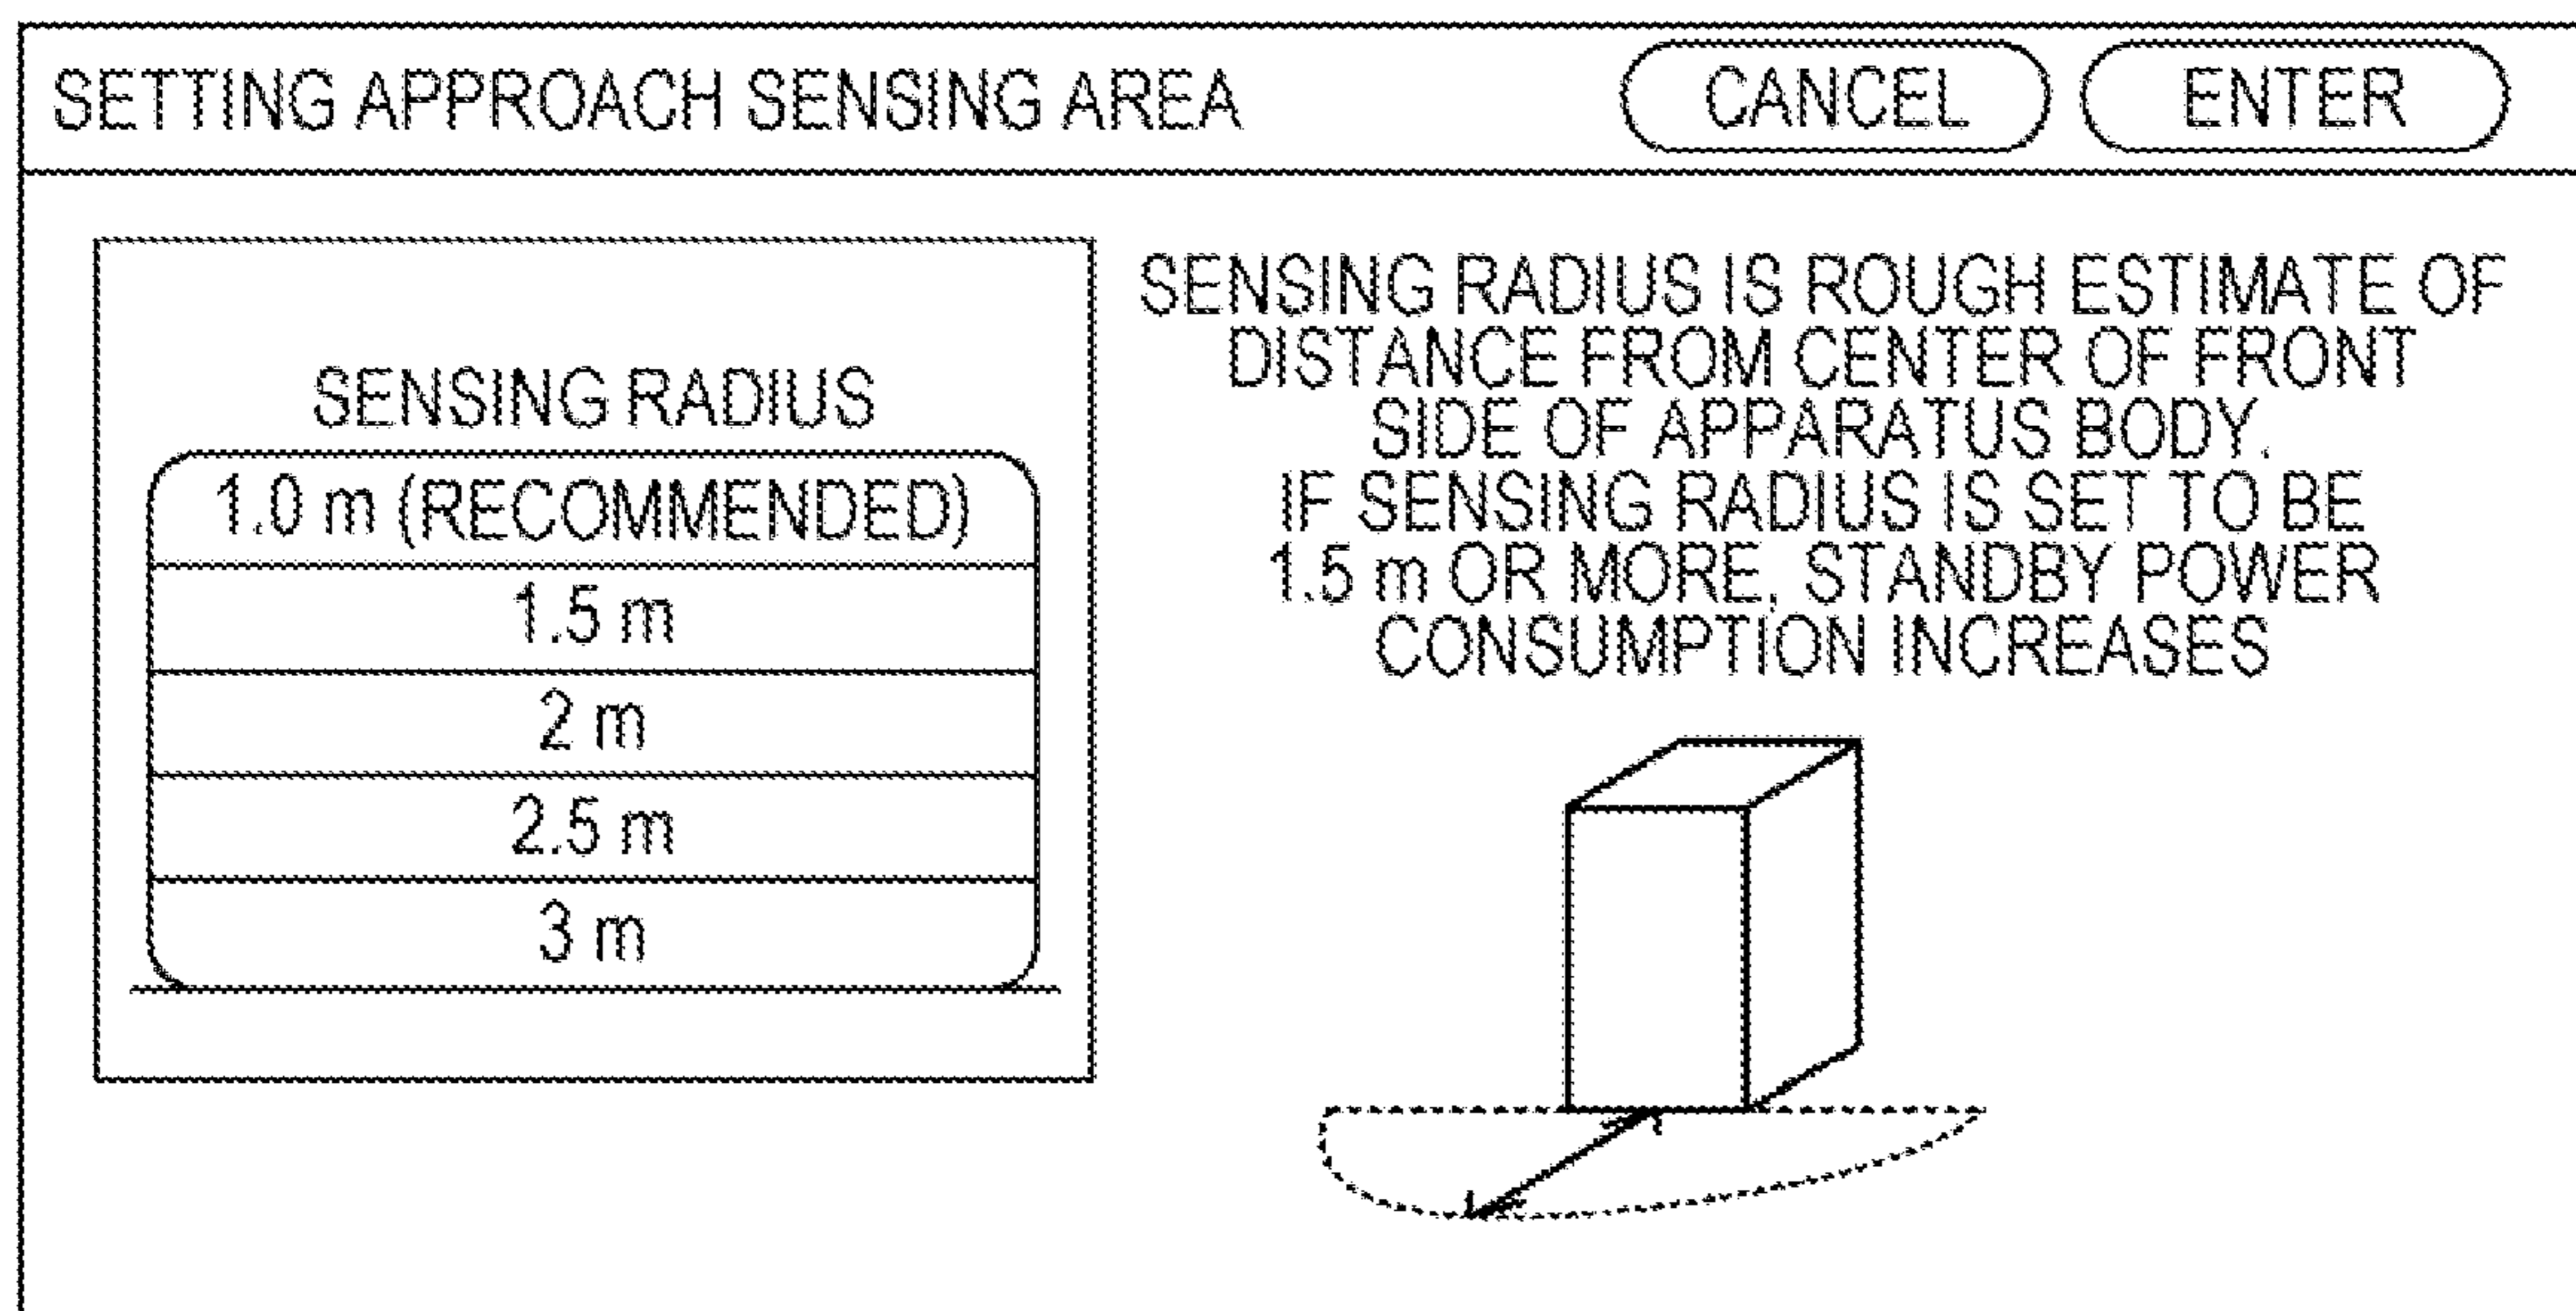 SETTING APPROACH SENSING AREA
CANCEL
ENTER
SENSING RADIUS
1.0 m (RECOMMENDED)
1.5 m
2 m
2.5 m
3 m
SENSING RADIUS IS ROUGH ESTIMATE OF
DISTANCE FROM CENTER OF FRONT
SIDE OF APPARATUS BODY.
IF SENSING RADIUS IS SET TO BE
1.5 m OR MORE, STANDBY POWER
CONSUMPTION INCREASES